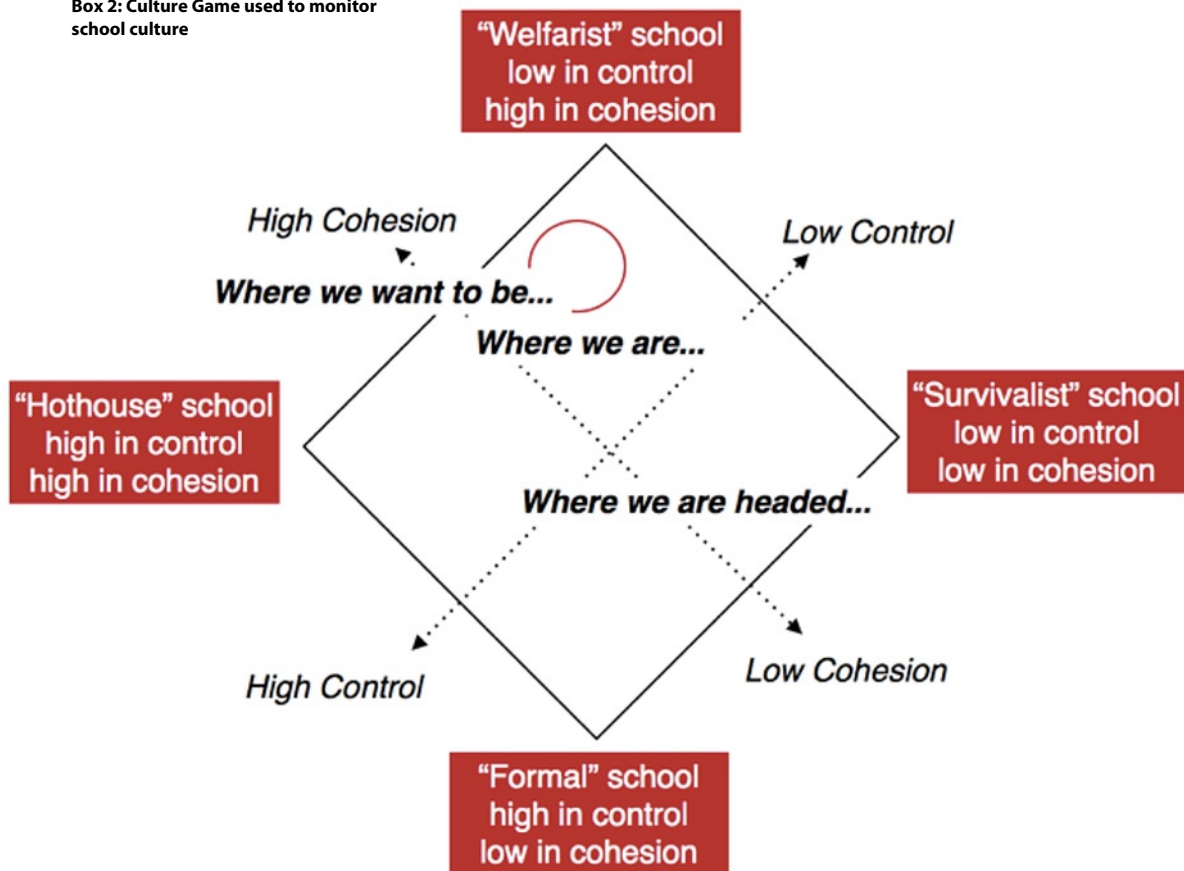 Box 2: Culture Game used to monitor
school culture
“Welfarist” school
low in control
high in cohesion
High Cohesion
Low Control
Where we want to be...
Where we are...
“Hothouse” school
high in control
high in cohesion
“Survivalist” school
low in control
low in cohesion
Where we are headed...
High Control
Low Cohesion
“Formal” school
high in control
low in cohesion